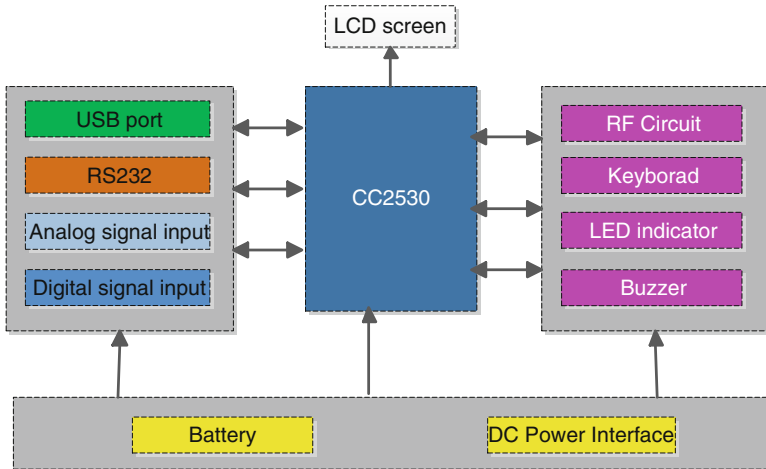 LCD screen
USB port
RS232
Analog signal input
Digital signal input
CC2530
RF Circuit
Keyborad
LED indicator
Buzzer
Battery
DC Power Interface